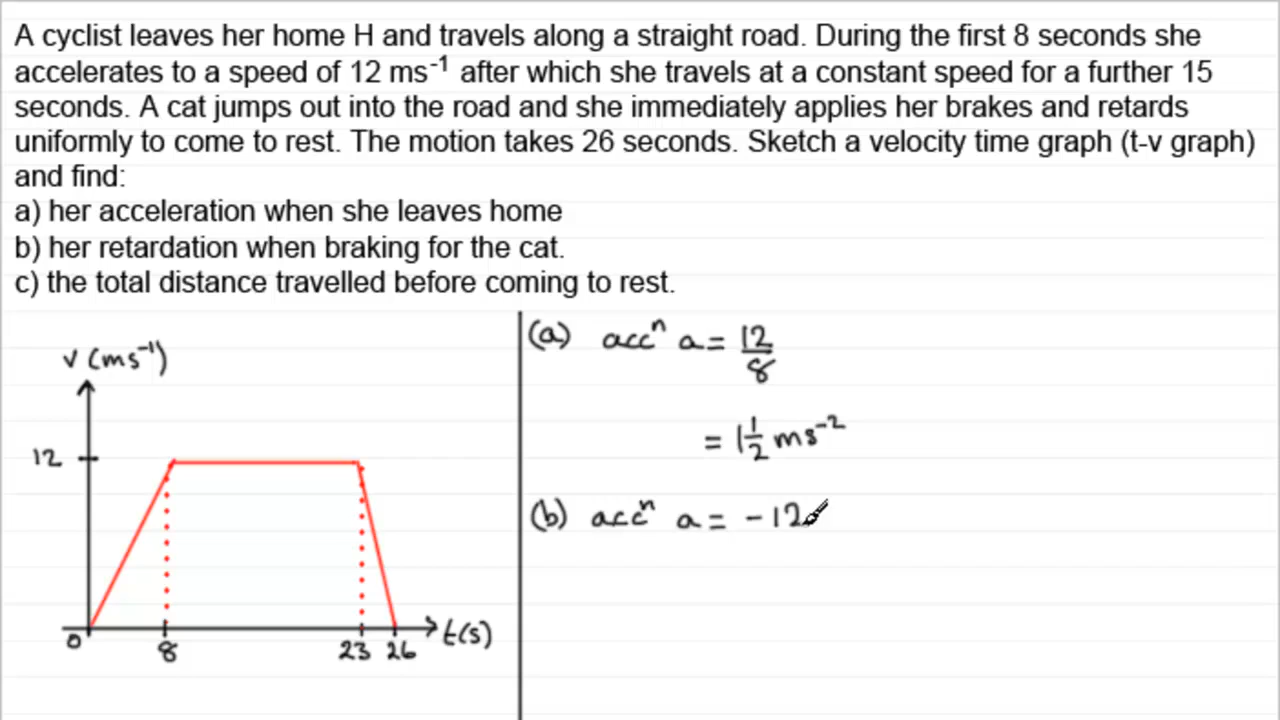 A cyclist leaves her home H and travels along a straight road. During the first 8 seconds she
accelerates to a speed of 12 ms⁻¹ after which she travels at a constant speed for a further 15
seconds. A cat jumps out into the road and she immediately applies her brakes and retards
uniformly to come to rest. The motion takes 26 seconds. Sketch a velocity time graph (t-v graph)
and find:
a) her acceleration when she leaves home
b) her retardation when braking for the cat.
c) the total distance travelled before coming to rest.
v (ms⁻¹)
12
0
8
23
26
t(s)
(a) accⁿ a = 12/8
= 1 1/2 ms⁻²
(b) accⁿ a = -12